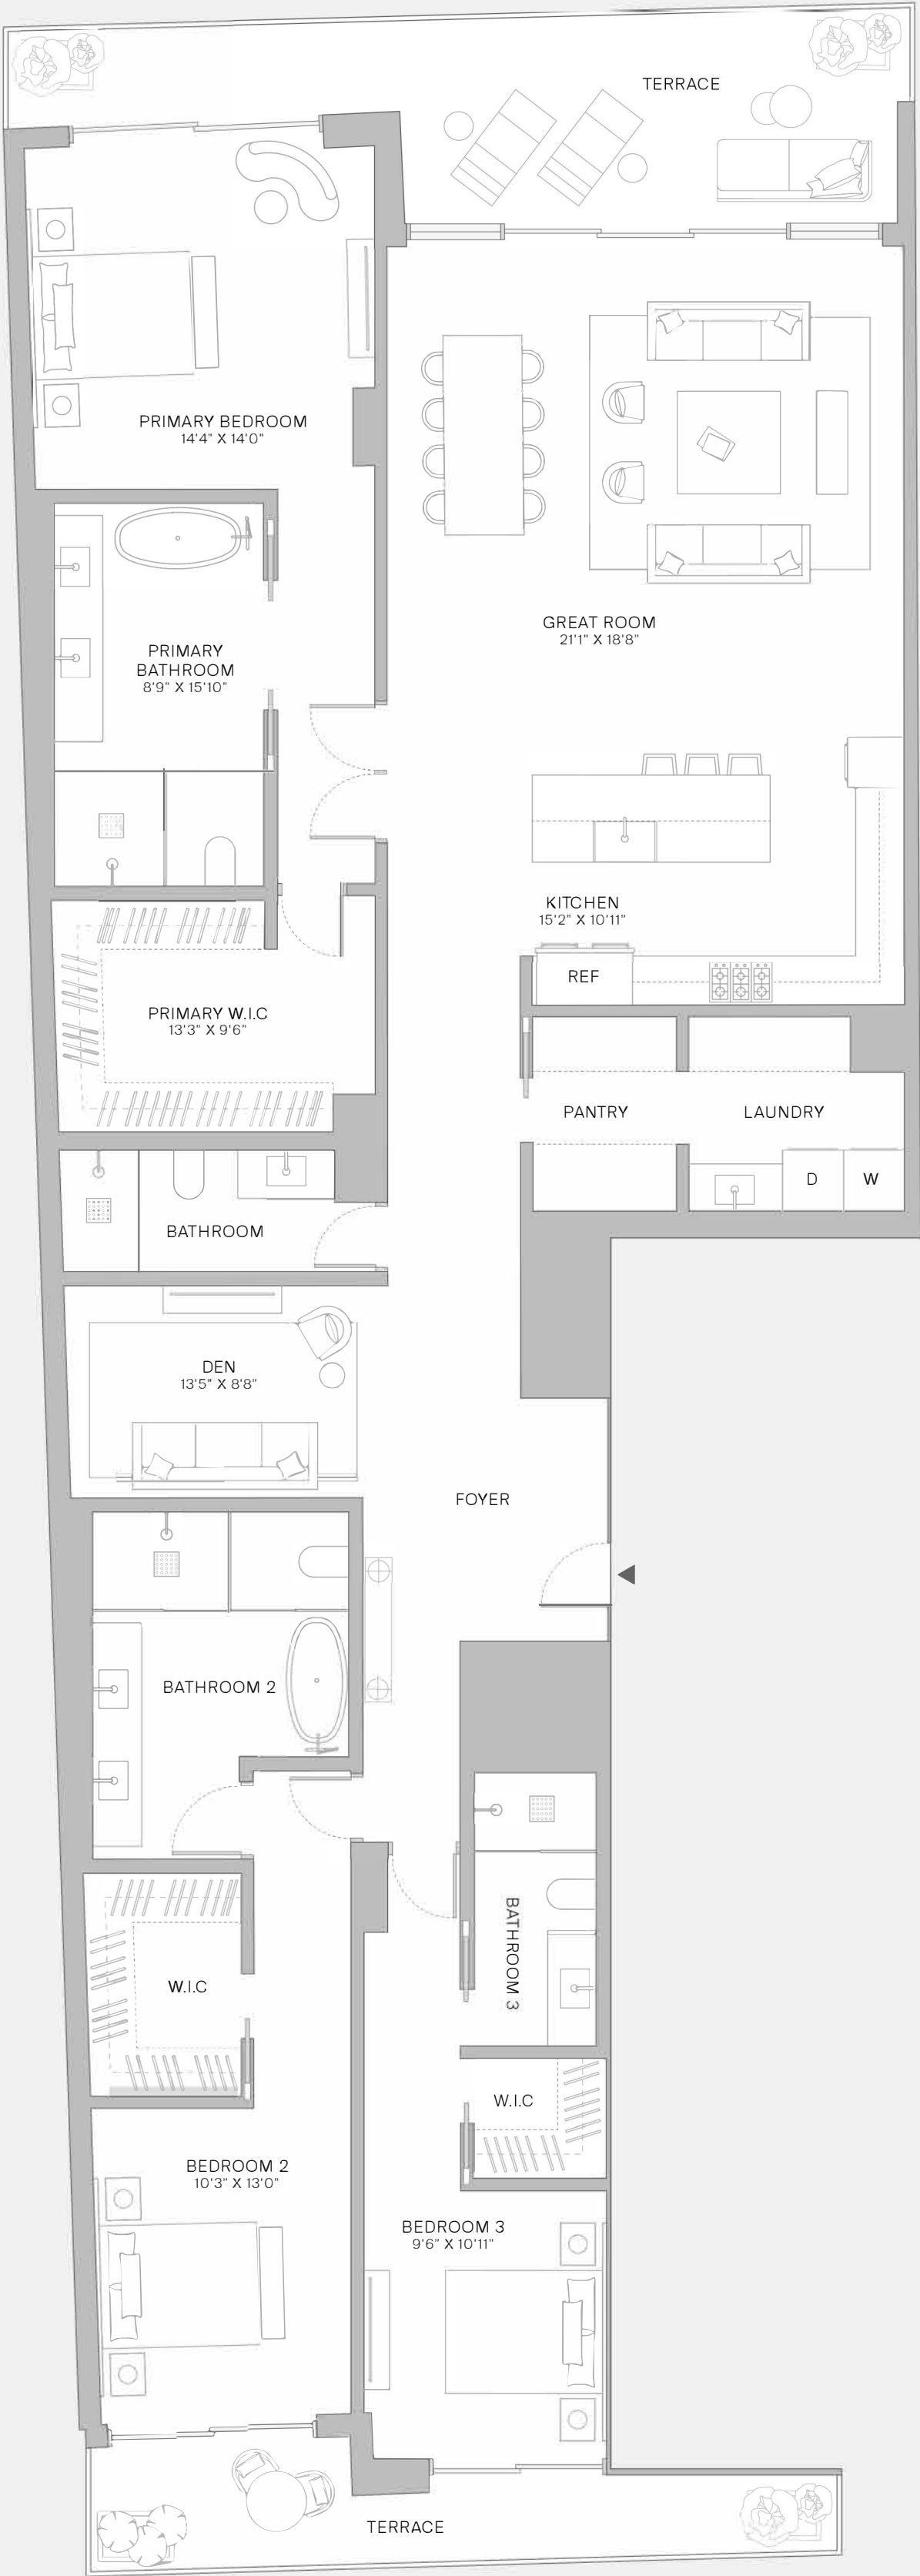 TERRACE
PRIMARY BEDROOM
14'4" X 14'0"
GREAT ROOM
21'1" X 18'8"
PRIMARY
BATHROOM
8'9" X 15'10"
KITCHEN
15'2" X 10'11"
REF
PRIMARY W.I.C
13'3" X 9'6"
PANTRY
LAUNDRY
D
W
BATHROOM
DEN
13'5" X 8'8"
FOYER
BATHROOM 2
BATHROOM 3
W.I.C
W.I.C
BEDROOM 2
10'3" X 13'0"
BEDROOM 3
9'6" X 10'11"
TERRACE